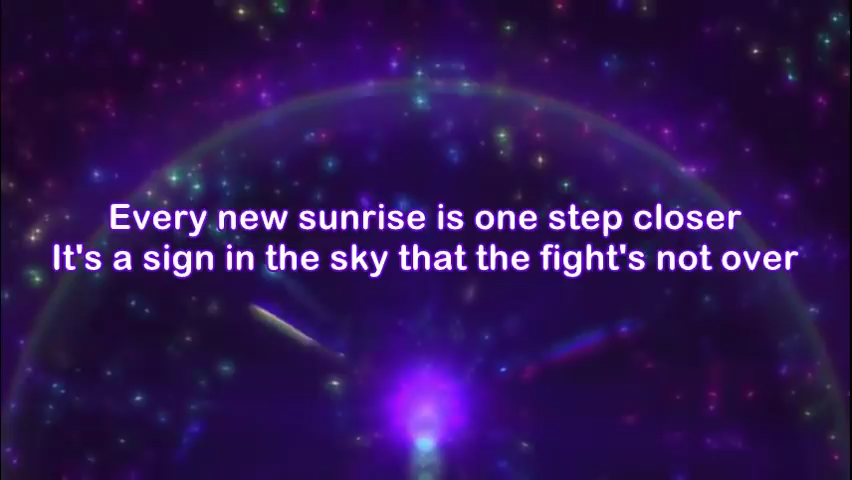 Every new sunrise is one step closer
It's a sign in the sky that the fight's not over